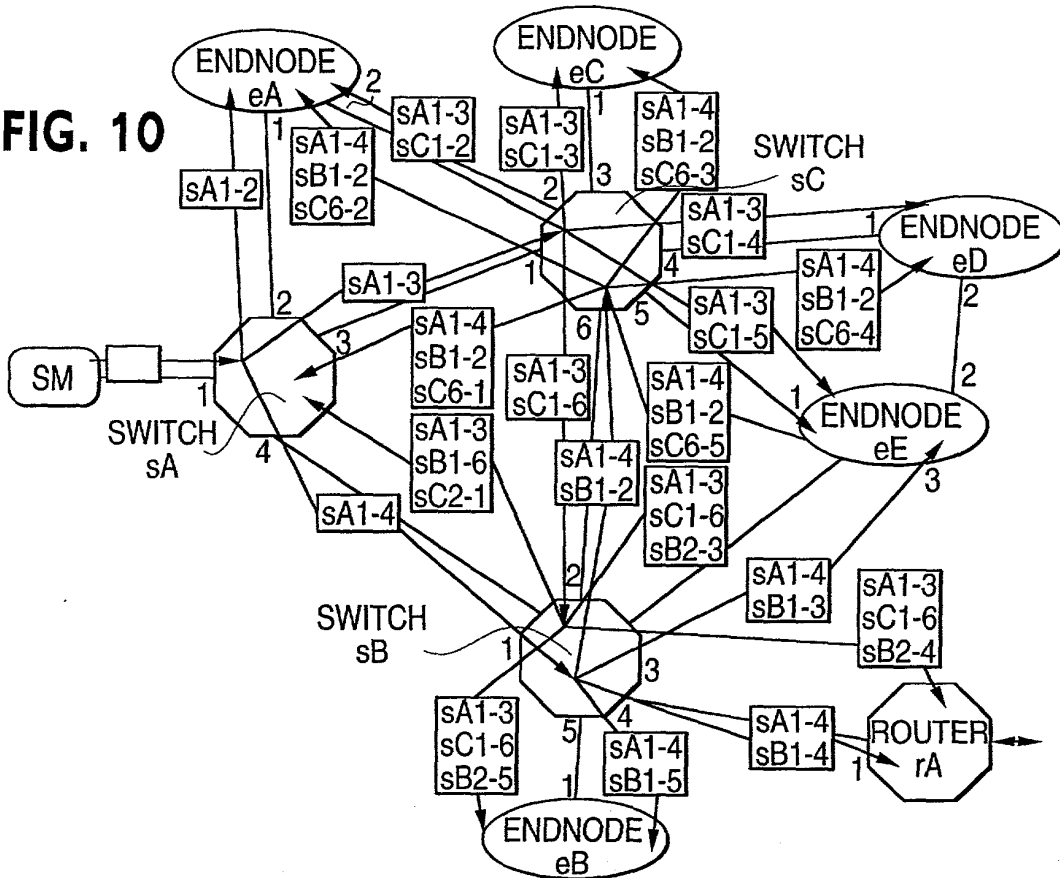 FIG. 10
ENDNODE
eA
1
2
ENDNODE
eC
1
sA1-2
sA1-4
sB1-2
sC6-2
sA1-3
sC1-2
sA1-3
sC1-3
sA1-4
sB1-2
sC6-3
SWITCH
sC
2
3
1
4
6
5
sA1-3
sC1-4
1
ENDNODE
eD
2
sA1-3
sA1-4
sB1-2
sC6-4
sA1-3
sC1-5
SM
2
3
1
4
SWITCH
sA
sA1-4
sB1-2
sC6-1
sA1-3
sC1-6
sA1-4
sB1-2
sC6-5
1
2
ENDNODE
eE
3
sA1-3
sB1-6
sC2-1
sA1-4
sB1-2
sA1-3
sC1-6
sB2-3
sA1-4
sA1-4
sB1-3
sA1-3
sC1-6
sB2-4
SWITCH
sB
2
1
3
5
4
sA1-3
sC1-6
sB2-5
sA1-4
sB1-5
sA1-4
sB1-4
1
ROUTER
rA
1
ENDNODE
eB